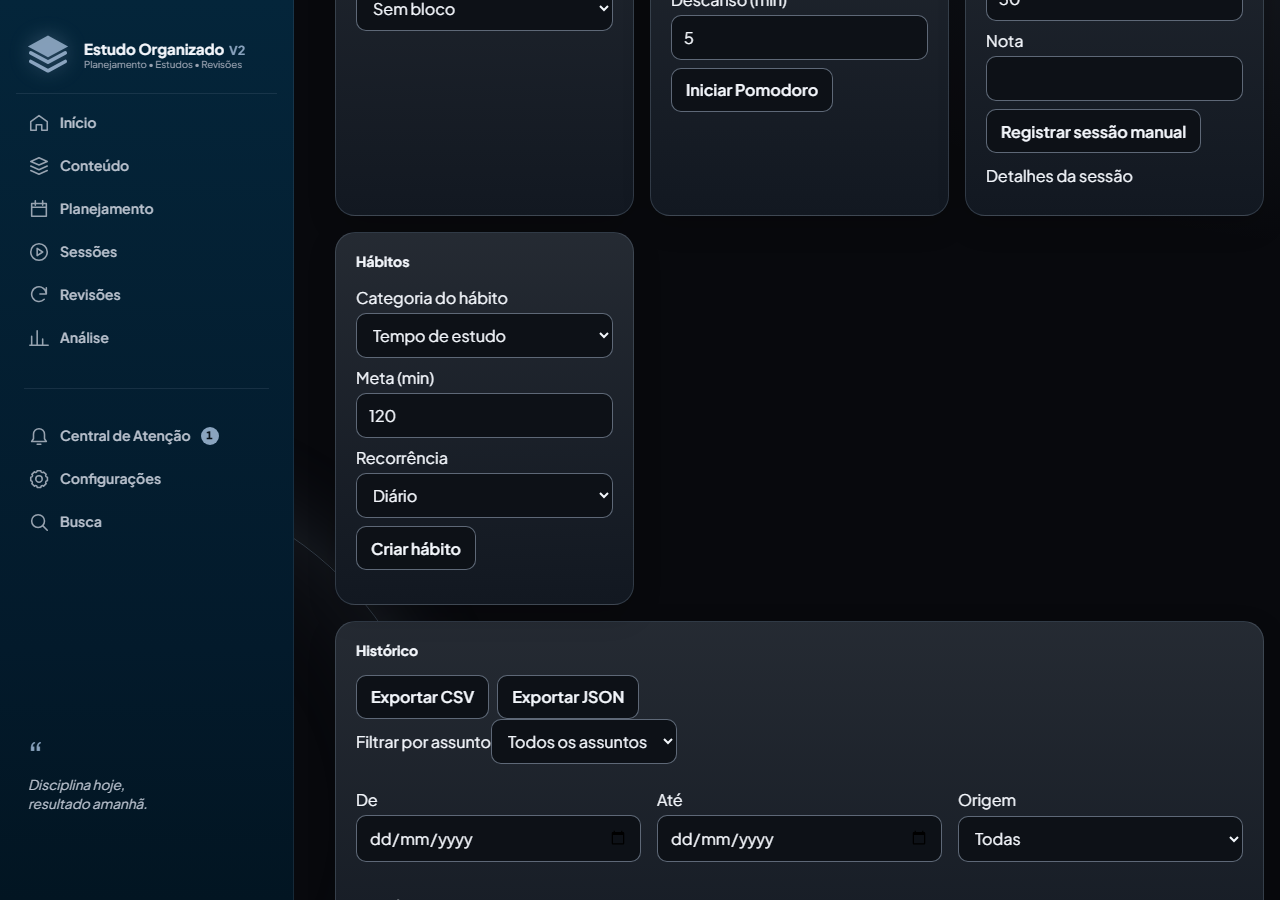 Estudo Organizado V2
Planejamento • Estudos • Revisões
Início
Conteúdo
Planejamento
Sessões
Revisões
Análise
Central de Atenção 1
Configurações
Busca
“
Disciplina hoje,
resultado amanhã.
Sem bloco
Descanso (min)
5
Iniciar Pomodoro
30
Nota
Registrar sessão manual
Detalhes da sessão
Hábitos
Categoria do hábito
Tempo de estudo
Meta (min)
120
Recorrência
Diário
Criar hábito
Histórico
Exportar CSV
Exportar JSON
Filtrar por assunto Todos os assuntos
De
Até
Origem
dd/mm/yyyy
dd/mm/yyyy
Todas